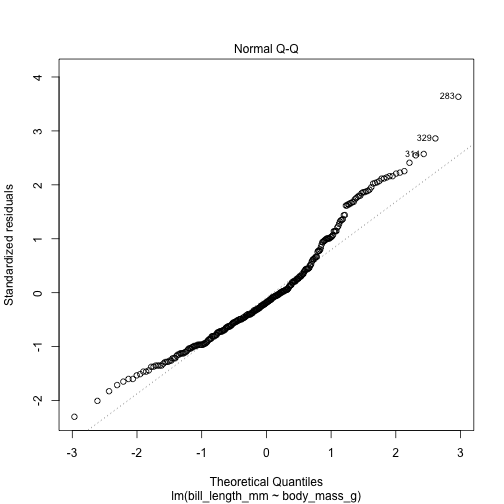 Normal Q-Q
4
3
2
1
0
-1
-2
283
329
314
-3 -2 -1 0 1 2 3
Standardized residuals
Theoretical Quantiles
lm(bill_length_mm ~ body_mass_g)